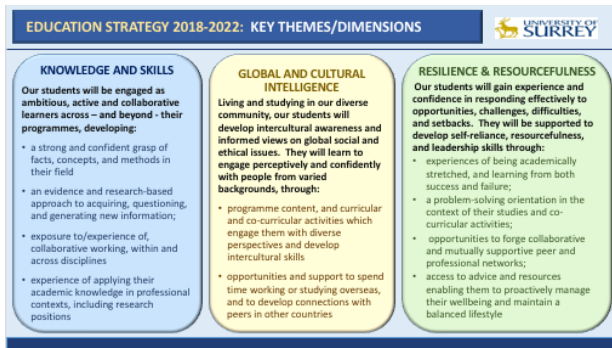 EDUCATION STRATEGY 2018-2022: KEY THEMES/DIMENSIONS
UNIVERSITY OF
SURREY
KNOWLEDGE AND SKILLS
Our students will be engaged as
ambitious, active and collaborative
learners across – and beyond - their
programmes, developing:
• a strong and confident grasp of
facts, concepts, and methods in
their field
• an evidence and research-based
approach to acquiring, questioning,
and generating new information;
• exposure to/experience of,
collaborative working, within and
across disciplines
• experience of applying their
academic knowledge in professional
contexts, including research
positions
GLOBAL AND CULTURAL
INTELLIGENCE
Living and studying in our diverse
community, our students will
develop intercultural awareness and
informed views on global social and
ethical issues. They will learn to
engage perceptively and confidently
with people from varied
backgrounds, through:
• programme content, and curricular
and co-curricular activities which
engage them with diverse
perspectives and develop
intercultural skills
• opportunities and support to spend
time working or studying overseas,
and to develop connections with
peers in other countries
RESILIENCE & RESOURCEFULNESS
Our students will gain experience and
confidence in responding effectively to
opportunities, challenges, difficulties,
and setbacks. They will be supported to
develop self-reliance, resourcefulness,
and leadership skills through:
• experiences of being academically
stretched, and learning from both
success and failure;
• a problem-solving orientation in the
context of their studies and co-
curricular activities;
• opportunities to forge collaborative
and mutually supportive peer and
professional networks;
• access to advice and resources
enabling them to proactively manage
their wellbeing and maintain a
balanced lifestyle